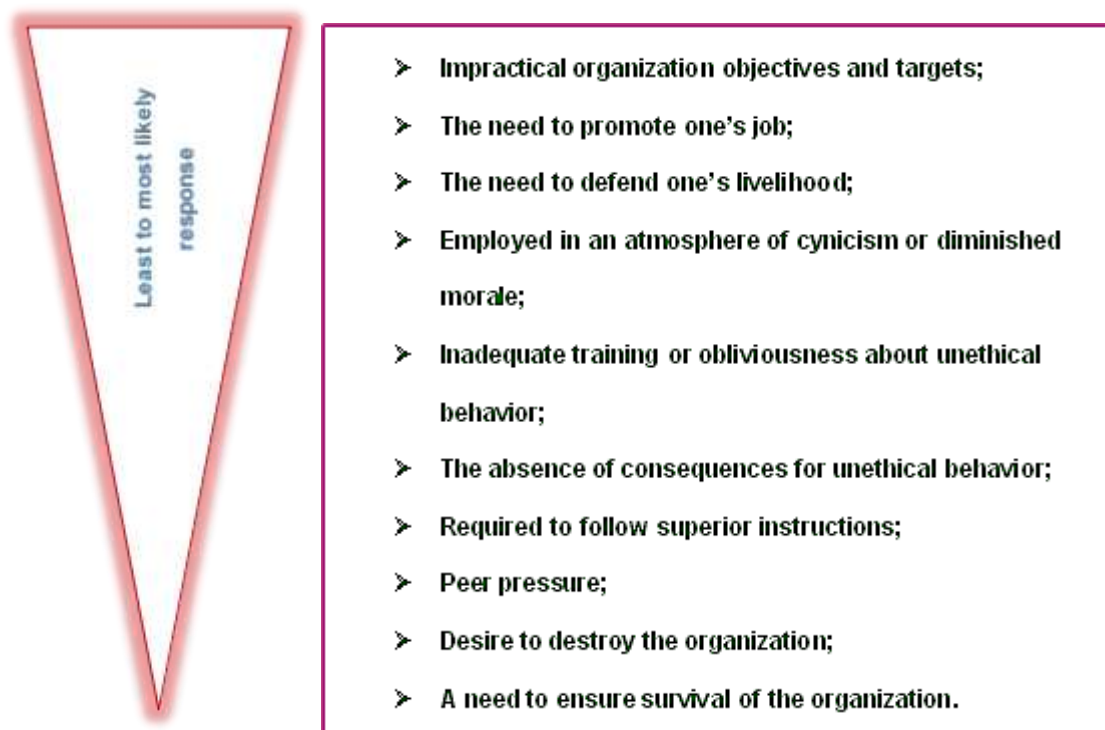 Least to most likely
response
➢ Impractical organization objectives and targets;
➢ The need to promote one’s job;
➢ The need to defend one’s livelihood;
➢ Employed in an atmosphere of cynicism or diminished
morale;
➢ Inadequate training or obliviousness about unethical
behavior;
➢ The absence of consequences for unethical behavior;
➢ Required to follow superior instructions;
➢ Peer pressure;
➢ Desire to destroy the organization;
➢ A need to ensure survival of the organization.